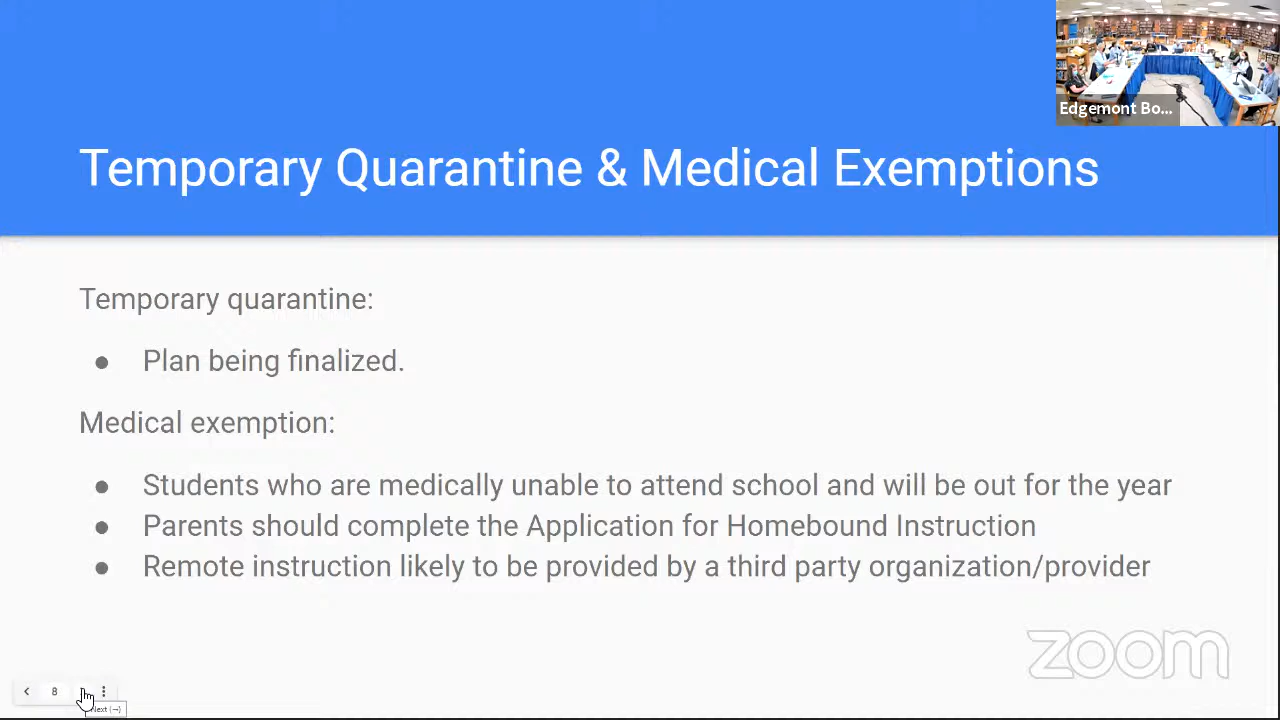 Edgemont Bo...
Temporary Quarantine & Medical Exemptions
Temporary quarantine:
● Plan being finalized.
Medical exemption:
● Students who are medically unable to attend school and will be out for the year
● Parents should complete the Application for Homebound Instruction
● Remote instruction likely to be provided by a third party organization/provider
zoom
8
Next (→)